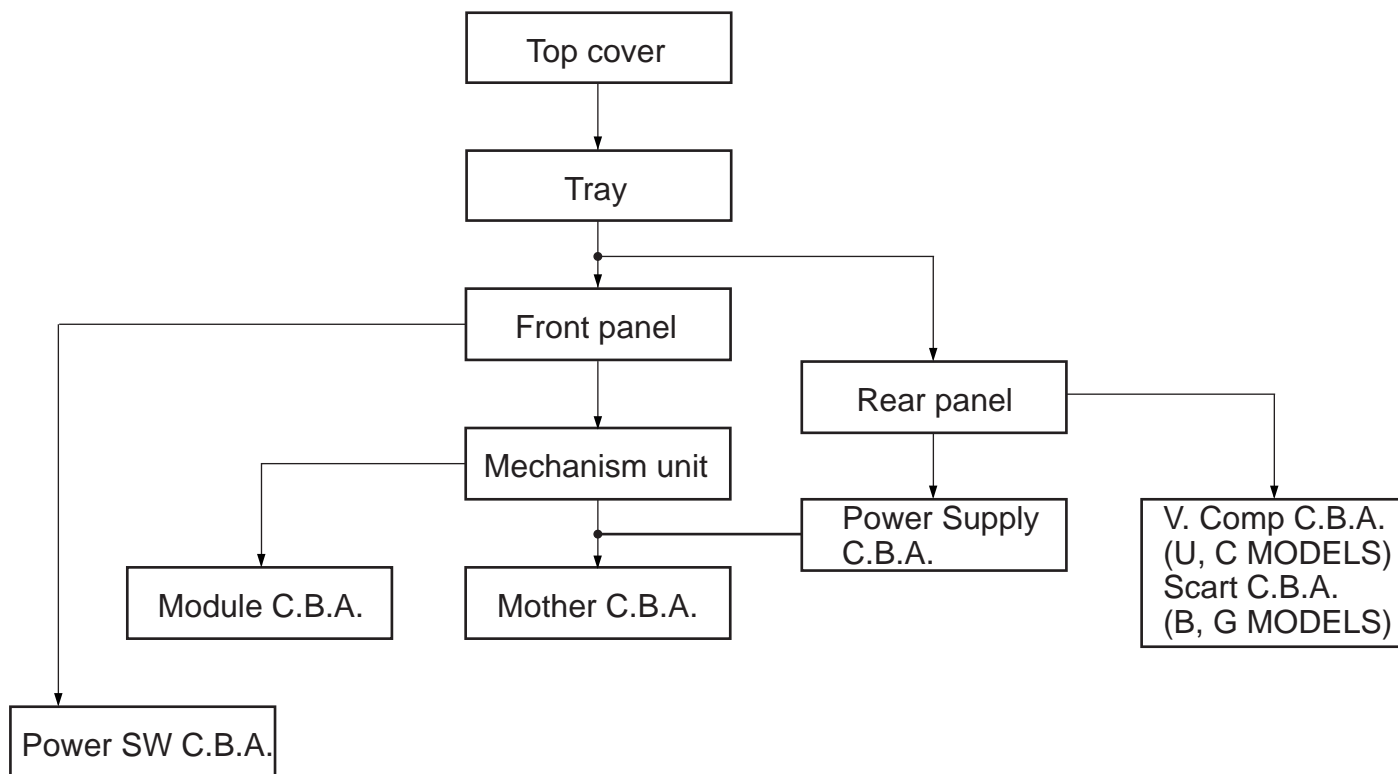 Top cover
Tray
Front panel
Rear panel
Mechanism unit
Power Supply
C.B.A.
V. Comp C.B.A.
(U, C MODELS)
Scart C.B.A.
(B, G MODELS)
Module C.B.A.
Mother C.B.A.
Power SW C.B.A.